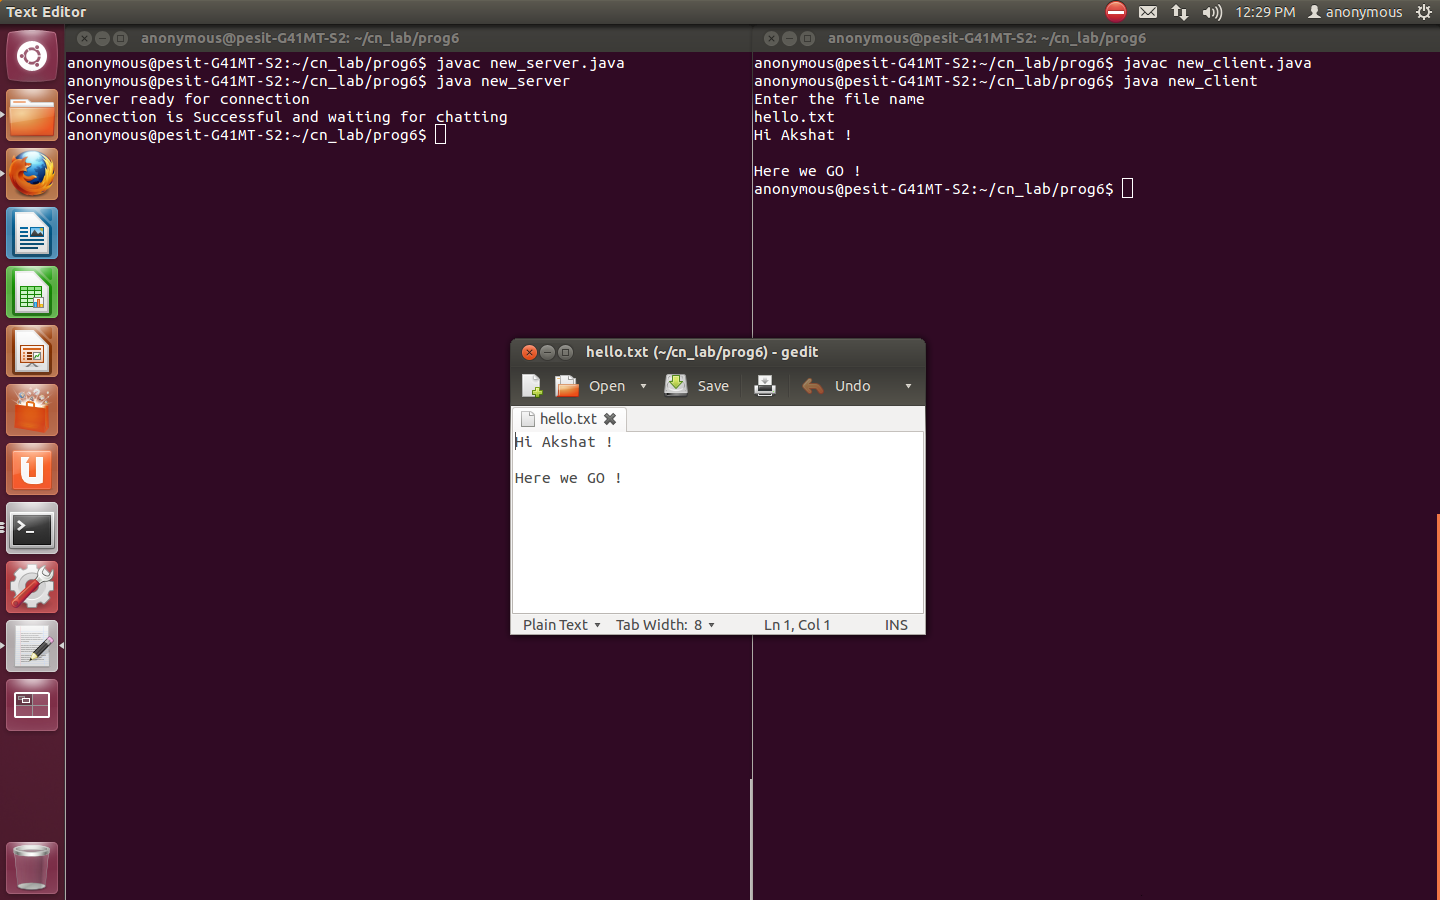 Text Editor
12:29 PM
anonymous
anonymous@pesit-G41MT-S2: ~/cn_lab/prog6
anonymous@pesit-G41MT-S2:~/cn_lab/prog6$ javac new_server.java
anonymous@pesit-G41MT-S2:~/cn_lab/prog6$ java new_server
Server ready for connection
Connection is Successful and waiting for chatting
anonymous@pesit-G41MT-S2:~/cn_lab/prog6$
anonymous@pesit-G41MT-S2: ~/cn_lab/prog6
anonymous@pesit-G41MT-S2:~/cn_lab/prog6$ javac new_client.java
anonymous@pesit-G41MT-S2:~/cn_lab/prog6$ java new_client
Enter the file name
hello.txt
Hi Akshat !
Here we GO !
anonymous@pesit-G41MT-S2:~/cn_lab/prog6$
hello.txt (~/cn_lab/prog6) - gedit
Open Save Undo
hello.txt
Hi Akshat !
Here we GO !
Plain Text Tab Width: 8 Ln 1, Col 1 INS